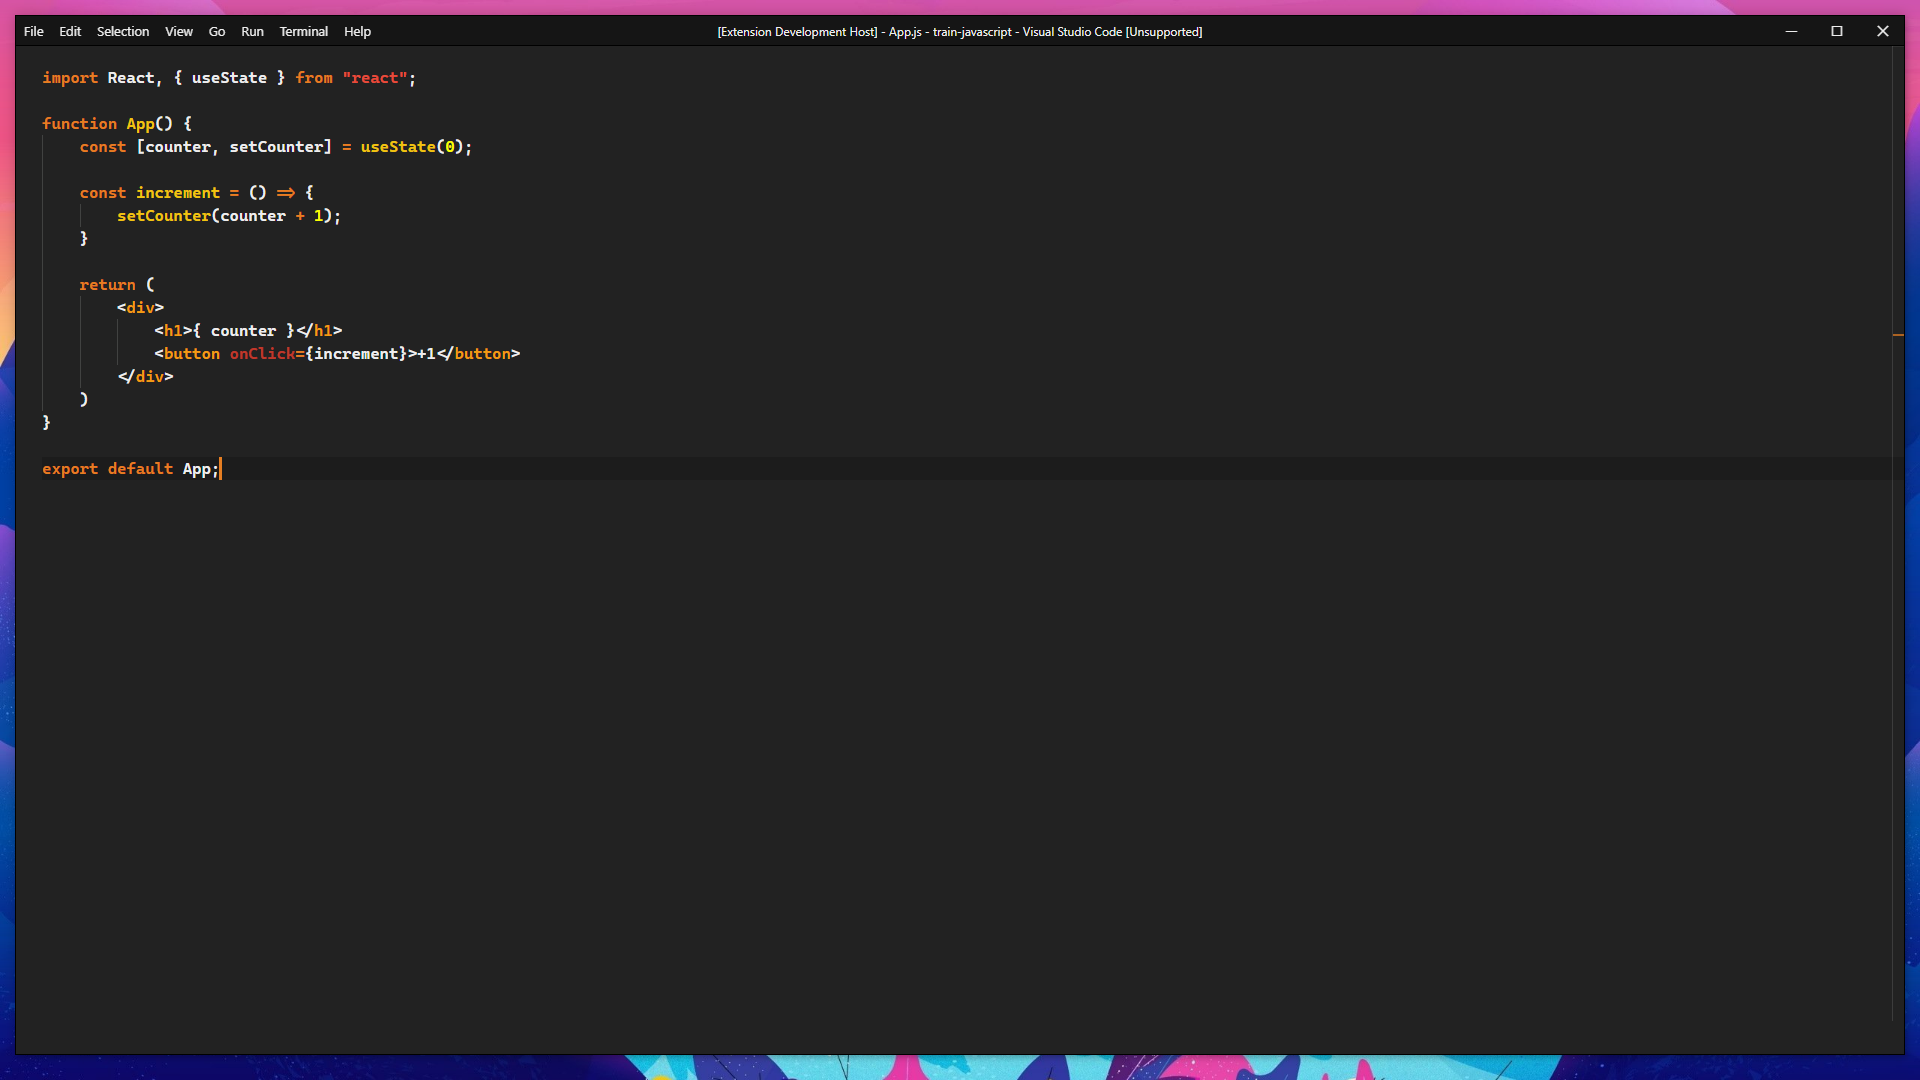 File Edit Selection View Go Run Terminal Help [Extension Development Host] - App.js - train-javascript - Visual Studio Code [Unsupported]
import React, { useState } from "react";
function App() {
    const [counter, setCounter] = useState(0);
    const increment = () => {
        setCounter(counter + 1);
    }
    return (
        <div>
            <h1>{ counter }</h1>
            <button onClick={increment}>+1</button>
        </div>
    )
}
export default App;